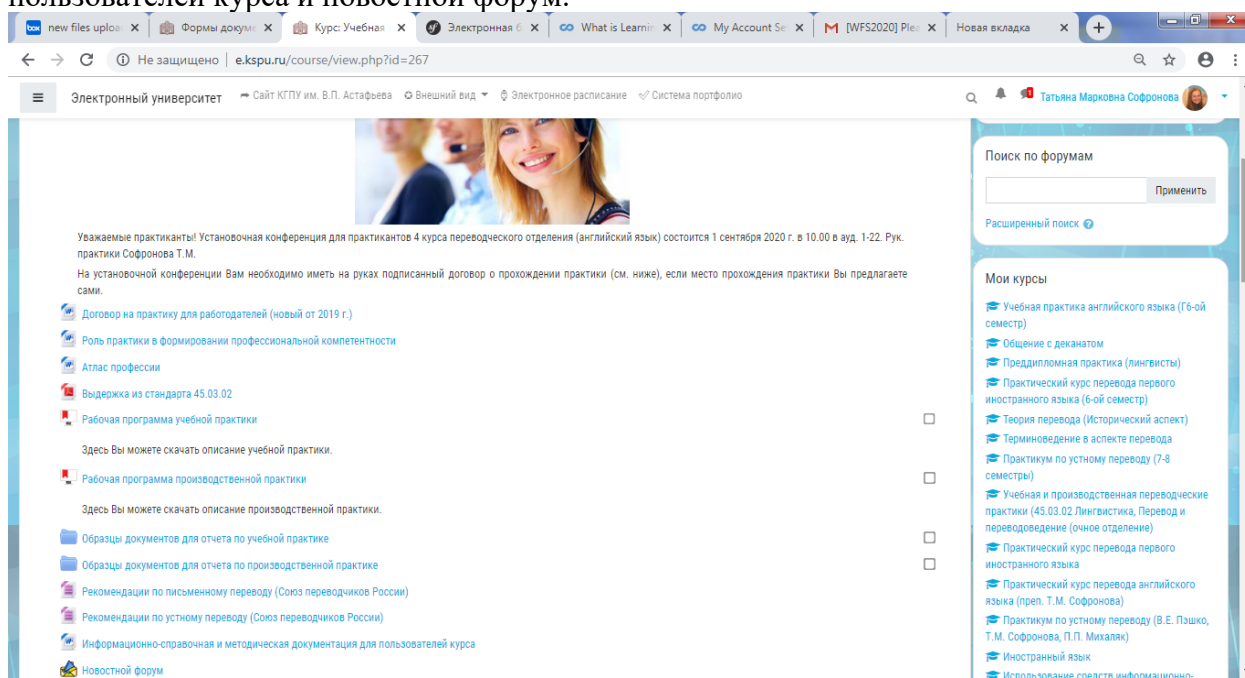 пользователей курса и новостной форум.
new files uploa
Формы докуме
Курс: Учебная
Электронная б
What is Learnin
My Account Se
[WFS2020] Plea
Новая вкладка
Не защищено | e.kspu.ru/course/view.php?id=267
Электронный университет
Сайт КГПУ им. В.П. Астафьева
Внешний вид
Электронное расписание
Система портфолио
Татьяна Марковна Софронова
Уважаемые практиканты! Установочная конференция для практикантов 4 курса переводческого отделения (английский язык) состоится 1 сентября 2020 г. в 10.00 в ауд. 1-22. Рук.
практики Софронова Т.М.
На установочной конференции Вам необходимо иметь на руках подписанный договор о прохождении практики (см. ниже), если место прохождения практики Вы предлагаете
сами.
Договор на практику для работодателей (новый от 2019 г.)
Роль практики в формировании профессиональной компетентности
Атлас профессии
Выдержка из стандарта 45.03.02
Рабочая программа учебной практики
Здесь Вы можете скачать описание учебной практики.
Рабочая программа производственной практики
Здесь Вы можете скачать описание производственной практики.
Образцы документов для отчета по учебной практике
Образцы документов для отчета по производственной практике
Рекомендации по письменному переводу (Союз переводчиков России)
Рекомендации по устному переводу (Союз переводчиков России)
Информационно-справочная и методическая документация для пользователей курса
Новостной форум
Поиск по форумам
Применить
Расширенный поиск
Мои курсы
Учебная практика английского языка (Г6-ой
семестр)
Общение с деканатом
Преддипломная практика (лингвисты)
Практический курс перевода первого
иностранного языка (6-ой семестр)
Теория перевода (Исторический аспект)
Терминоведение в аспекте перевода
Практикум по устному переводу (7-8
семестры)
Учебная и производственная переводческие
практики (45.03.02 Лингвистика, Перевод и
переводоведение (очное отделение)
Практический курс перевода первого
иностранного языка
Практический курс перевода английского
языка (преп. Т.М. Софронова)
Практикум по устному переводу (В.Е. Пэшко,
Т.М. Софронова, П.П. Михаляк)
Иностранный язык
Использование средств информационно-